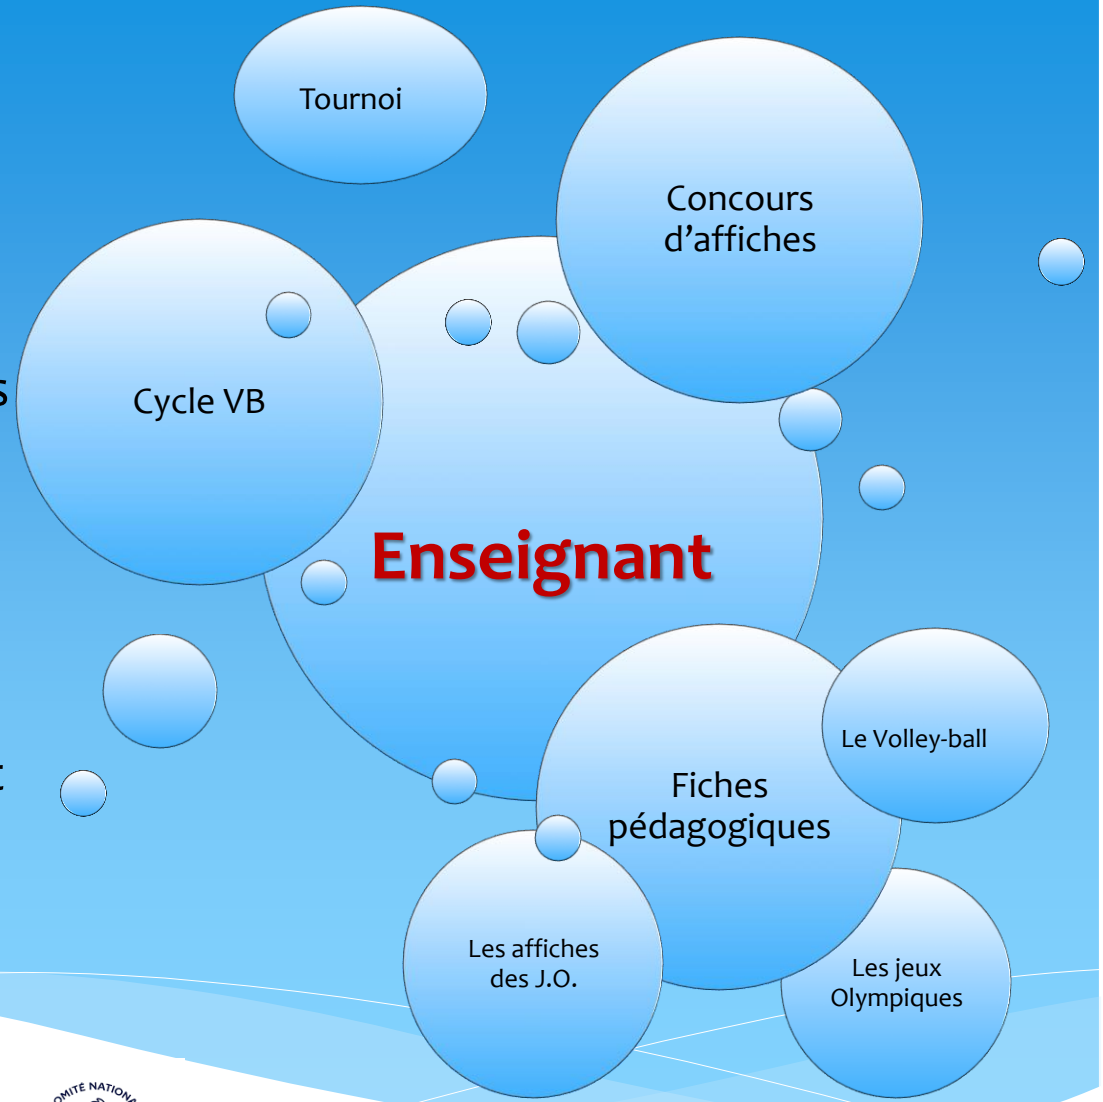 Tournoi
Concours
d’affiches
Cycle VB
Enseignant
Le Volley-ball
Fiches
pédagogiques
Les affiches
des J.O.
Les jeux
Olympiques